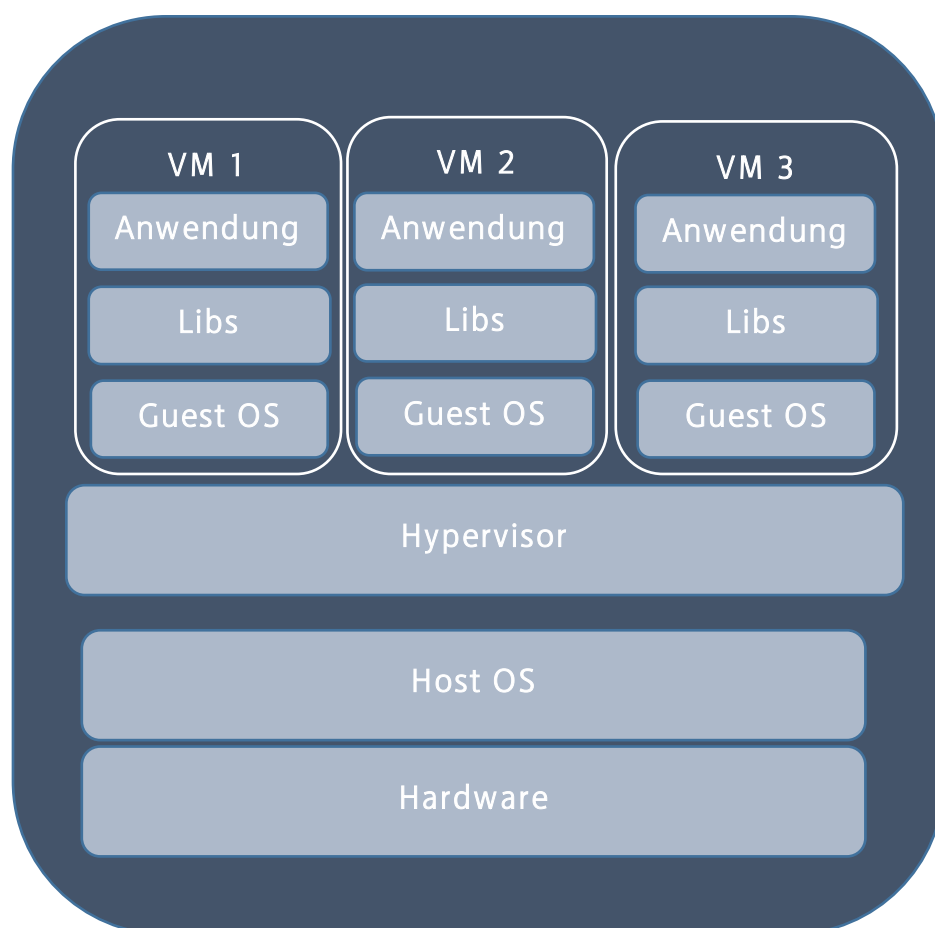 VM 1
Anwendung
Libs
Guest OS
VM 2
Anwendung
Libs
Guest OS
VM 3
Anwendung
Libs
Guest OS
Hypervisor
Host OS
Hardware